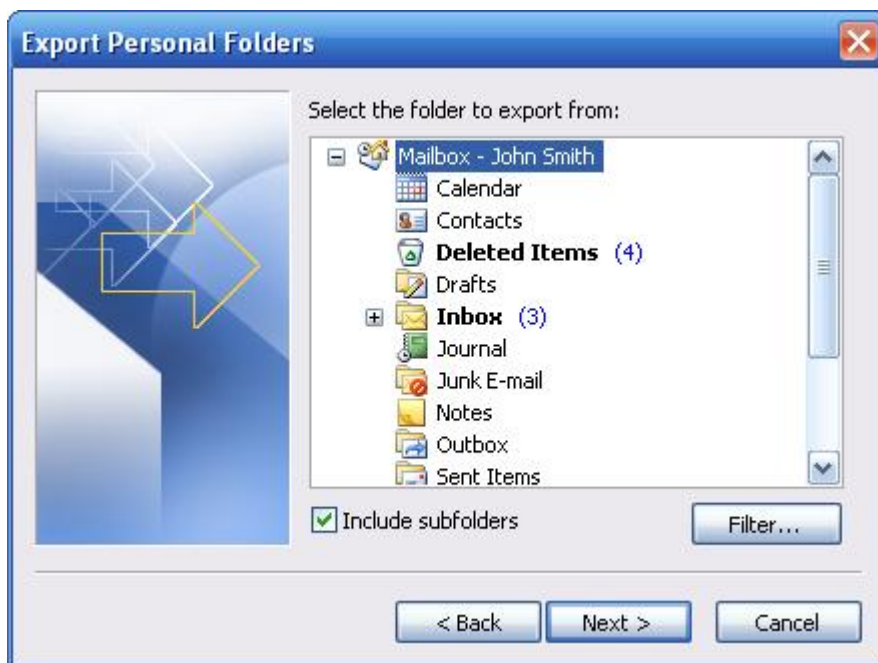 Export Personal Folders
Select the folder to export from:
Mailbox - John Smith
Calendar
Contacts
Deleted Items (4)
Drafts
Inbox (3)
Journal
Junk E-mail
Notes
Outbox
Sent Items
Include subfolders
Filter...
< Back
Next >
Cancel